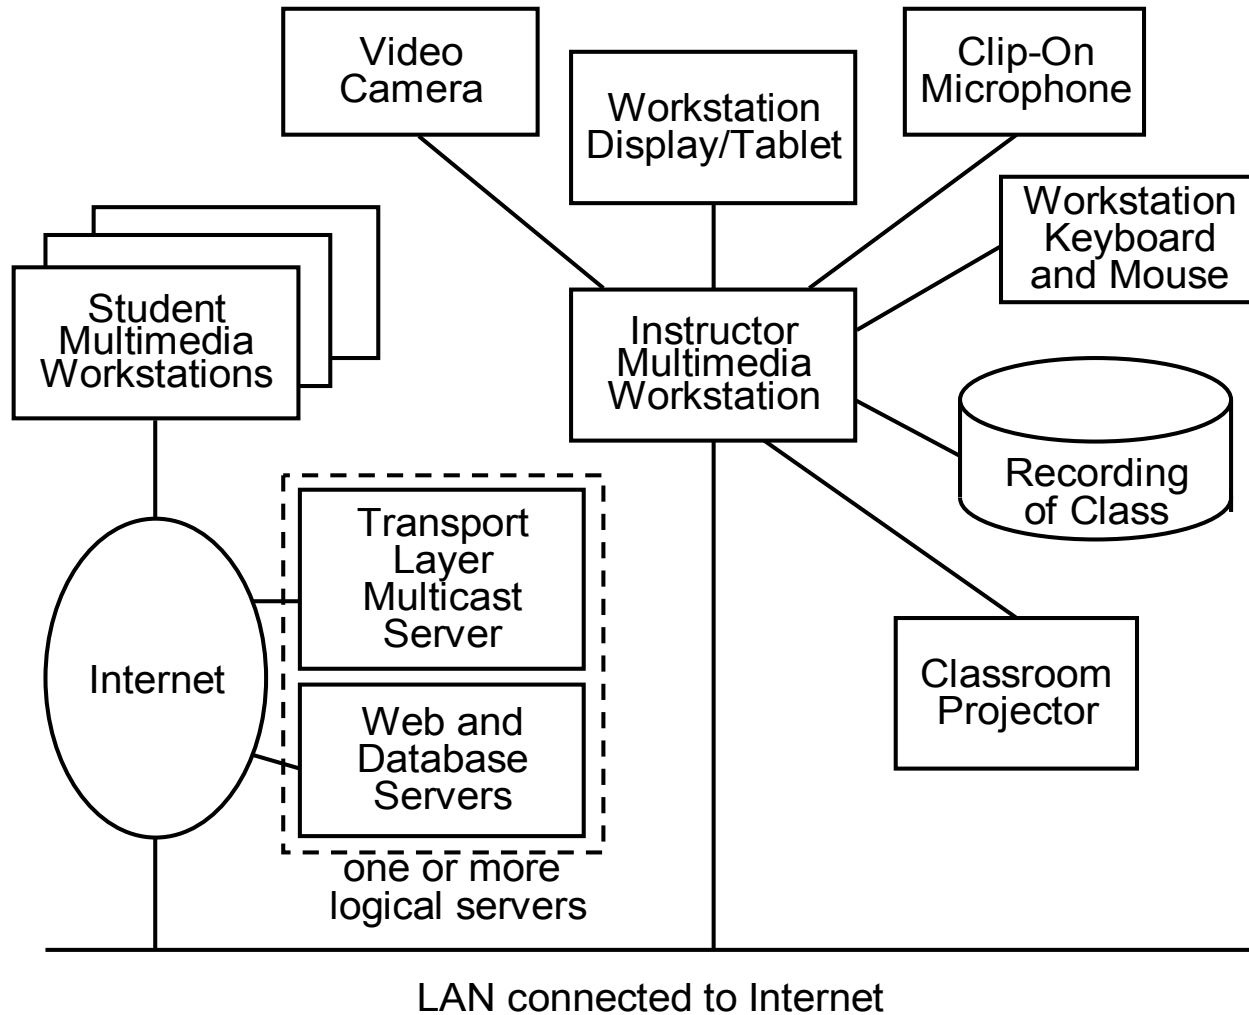 Video
Camera
Workstation
Display/Tablet
Clip-On
Microphone
Workstation
Keyboard
and Mouse
Student
Multimedia
Workstations
Instructor
Multimedia
Workstation
Recording
of Class
Transport
Layer
Multicast
Server
Internet
Web and
Database
Servers
Classroom
Projector
one or more
logical servers
LAN connected to Internet